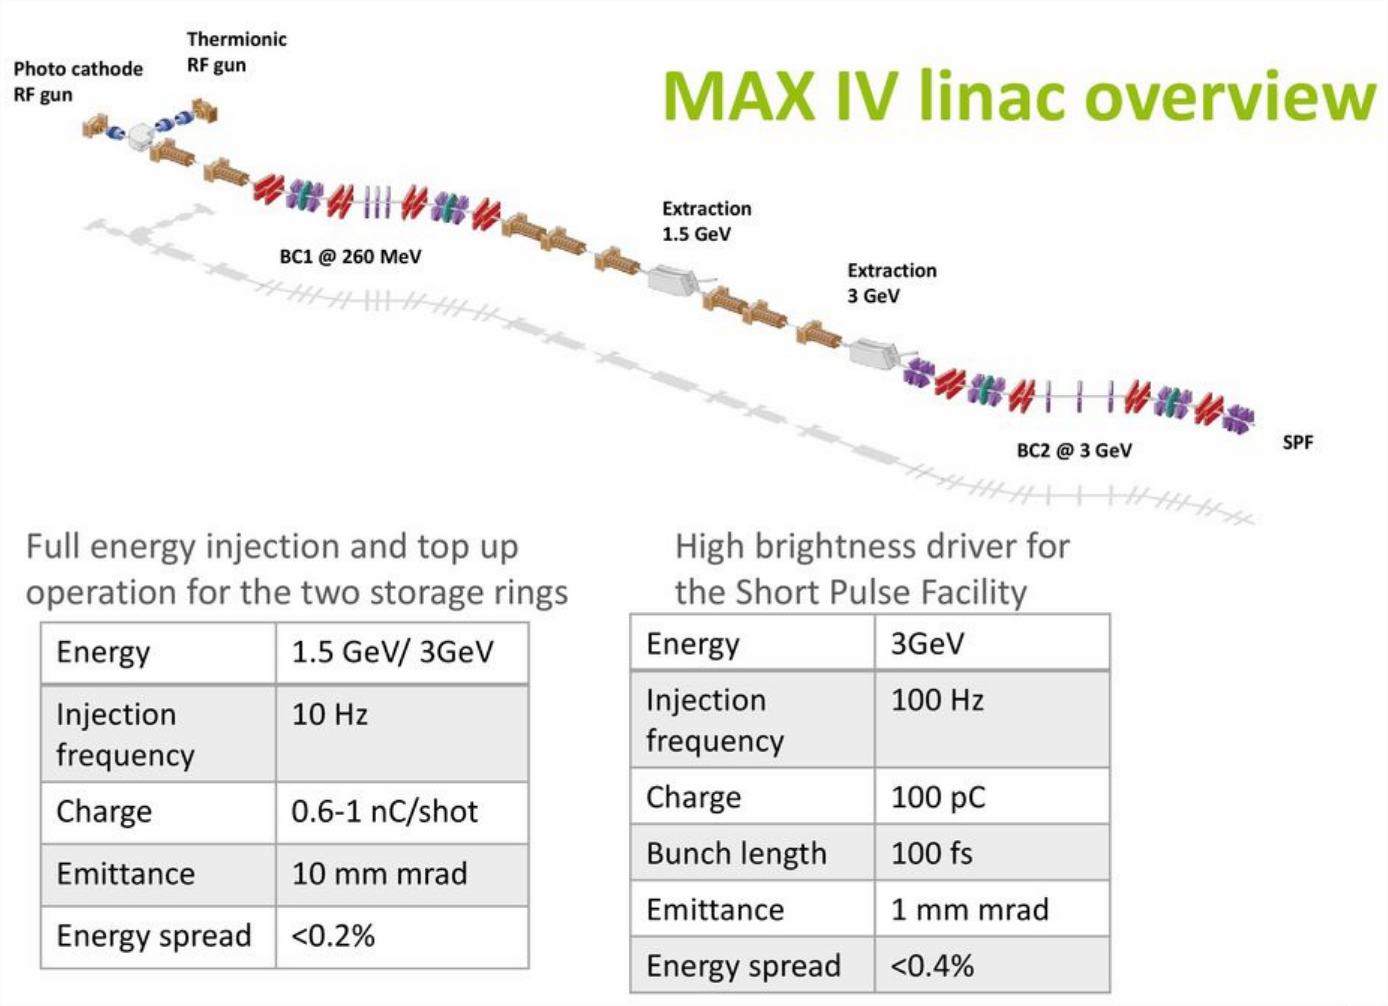 Thermionic
RF gun
Photo cathode
RF gun
MAX IV linac overview
Extraction
1.5 GeV
BC1 @ 260 MeV
Extraction
3 GeV
BC2 @ 3 GeV
SPF
Full energy injection and top up
operation for the two storage rings
Energy 1.5 GeV/ 3GeV
Injection 10 Hz
frequency
Charge 0.6-1 nC/shot
Emittance 10 mm mrad
Energy spread <0.2%
High brightness driver for
the Short Pulse Facility
Energy 3GeV
Injection 100 Hz
frequency
Charge 100 pC
Bunch length 100 fs
Emittance 1 mm mrad
Energy spread <0.4%